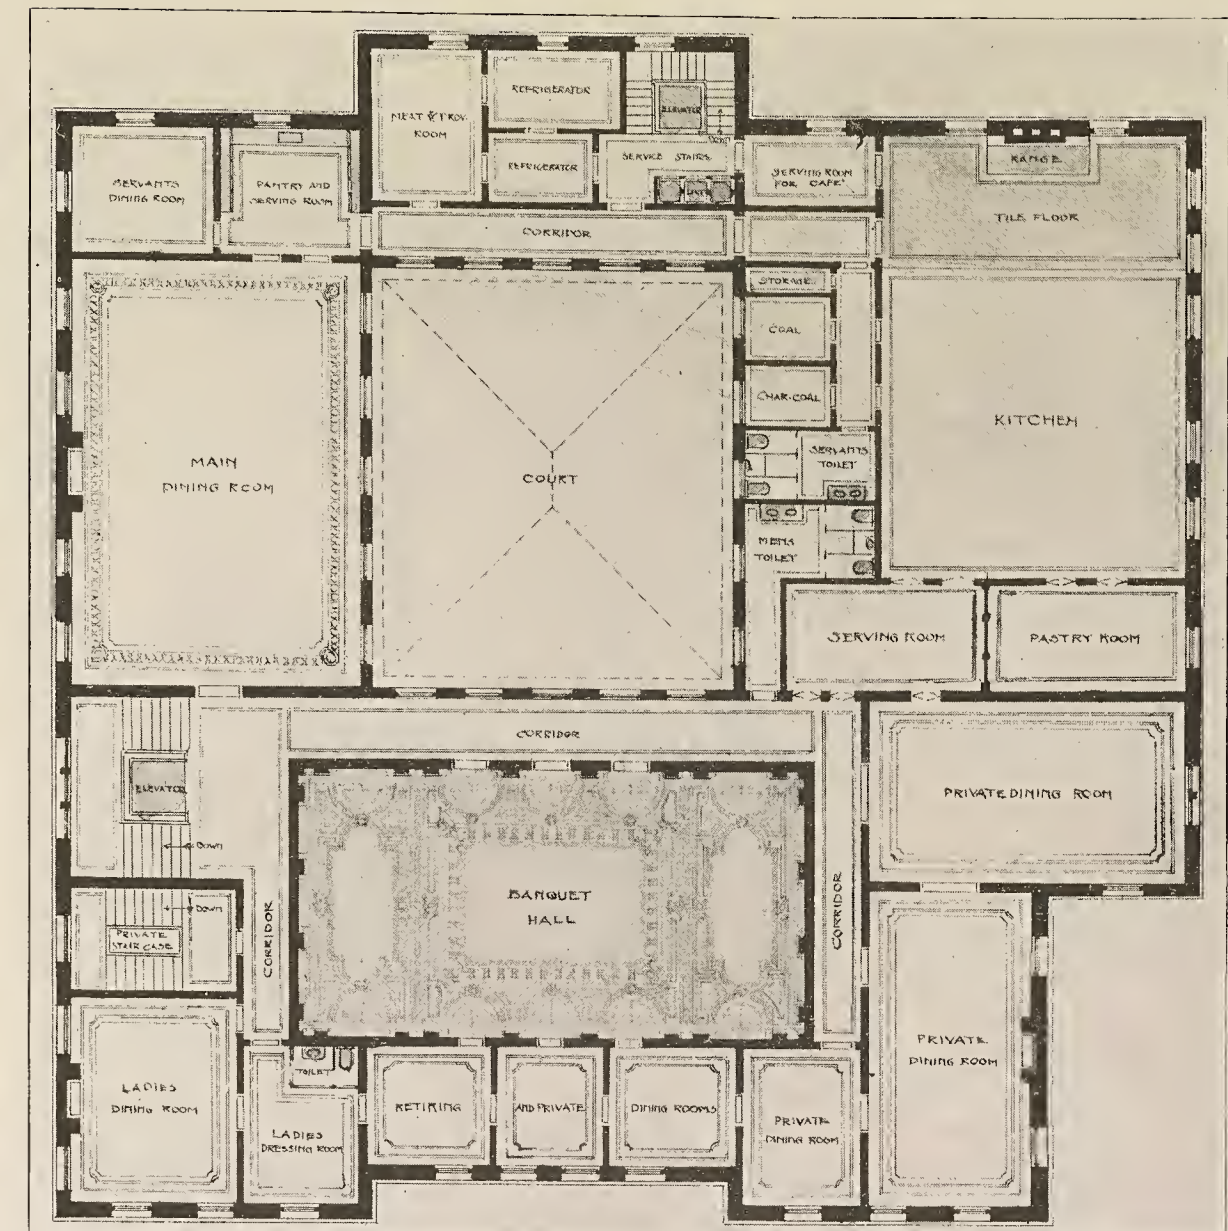 REFRIGERATOR
MEAT & PROV.
ROOM
ELEVATOR
REFRIGERATOR
SERVICE STAIRS
SERVING ROOM
FOR CAFE
RANGE
SERVANTS
DINING ROOM
PANTRY AND
SERVING ROOM
TILE FLOOR
CORRIDOR
STORAGE
COAL
CHAR-COAL
KITCHEN
MAIN
DINING ROOM
COURT
SERVANTS
TOILET
MENS
TOILET
SERVING ROOM
PASTRY ROOM
CORRIDOR
ELEVATOR
PRIVATE DINING ROOM
DOWN
DOWN
BANQUET
HALL
PRIVATE
STAIR CASE
CORRIDOR
CORRIDOR
PRIVATE
DINING ROOM
TOILET
LADIES
DINING ROOM
RETIRING
AND PRIVATE
DINING ROOMS
LADIES
DRESSING ROOM
PRIVATE
DINING ROOM